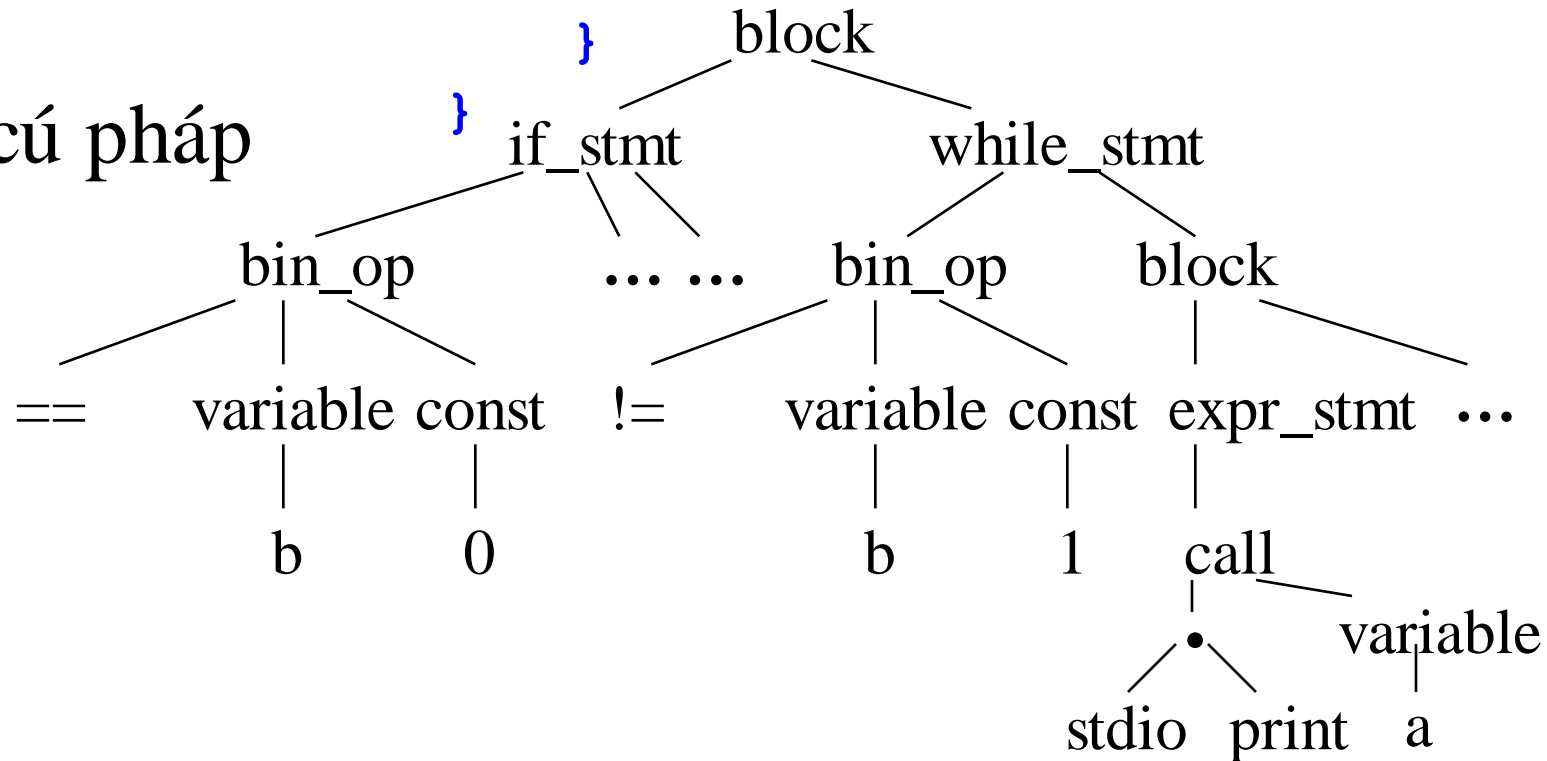 } block
cú pháp } if_stmt while_stmt
bin_op ... ... bin_op block
== variable const != variable const expr_stmt ...
b 0 b 1 call
• variable
stdio print a